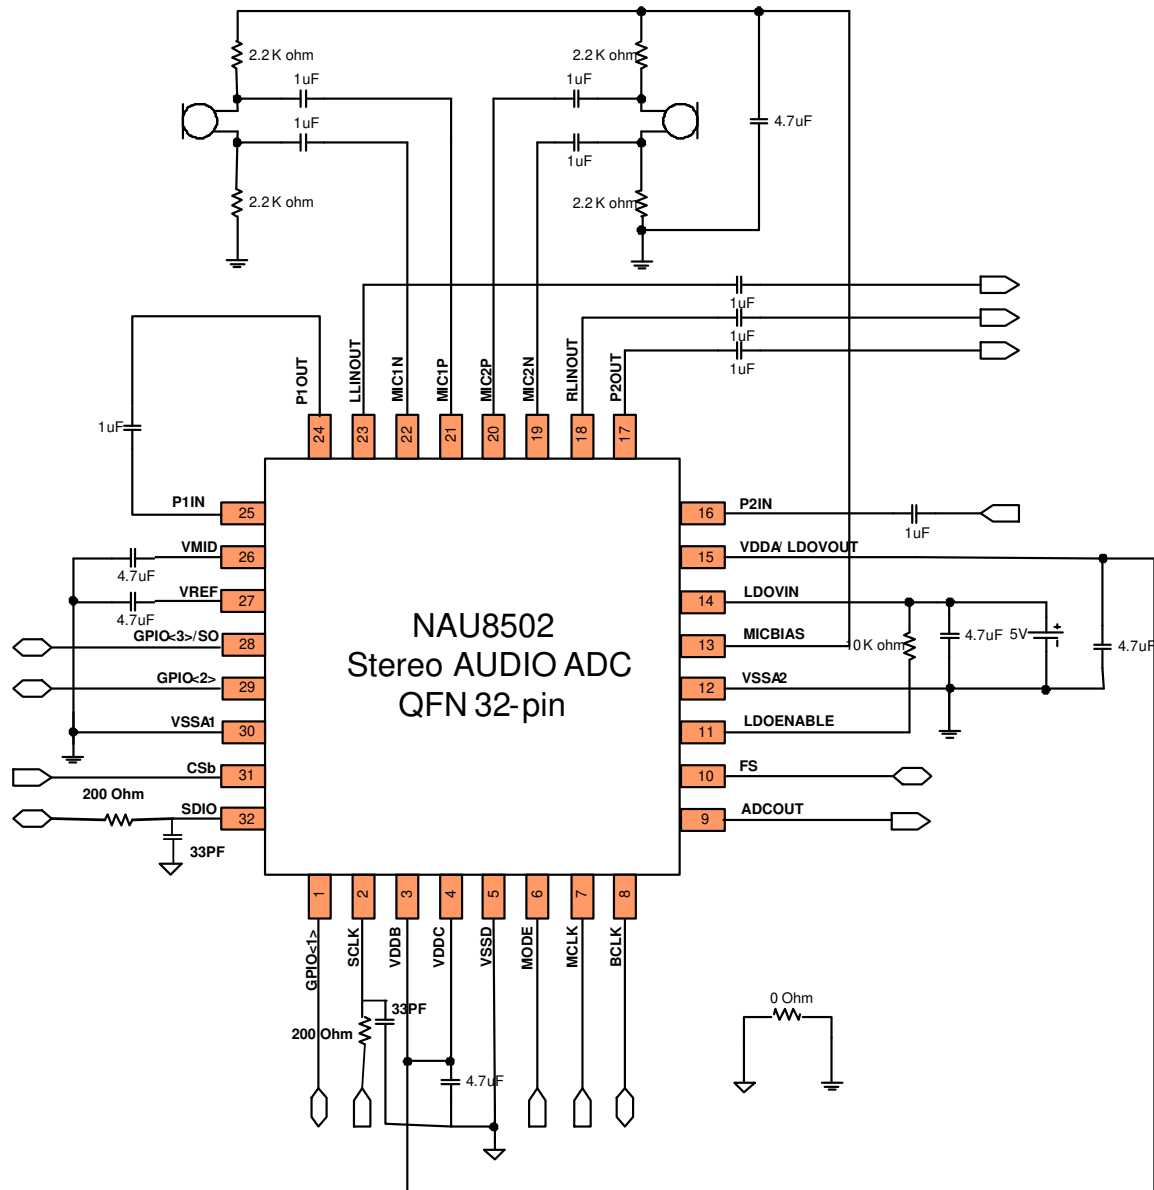 2.2K ohm
2.2K ohm
1uF
1uF
1uF
1uF
4.7uF
2.2K ohm
2.2K ohm
1uF
1uF
1uF
P1OUT
LLINOUT
MIC1N
MIC1P
MIC2P
MIC2N
RLINOUT
P2OUT
1uF
24
23
22
21
20
19
18
17
P1IN
25
16
P2IN
1uF
VMID
26
15
VDDA/ LDOVOUT
4.7uF
VREF
27
14
LDOVIN
4.7uF
GPIO<3>/SO
28
13
MICBIAS
10K ohm
4.7uF
5V
+
-
4.7uF
NAU8502
Stereo AUDIO ADC
QFN 32-pin
GPIO<2>
29
12
VSSA2
VSSA1
30
11
LDOENABLE
CSb
31
10
FS
200 Ohm
SDIO
32
9
ADCOUT
33PF
1
2
3
4
5
6
7
8
GPIO<1>
SCLK
VDDB
VDDC
VSSD
MODE
MCLK
BCLK
33PF
200 Ohm
4.7uF
0 Ohm